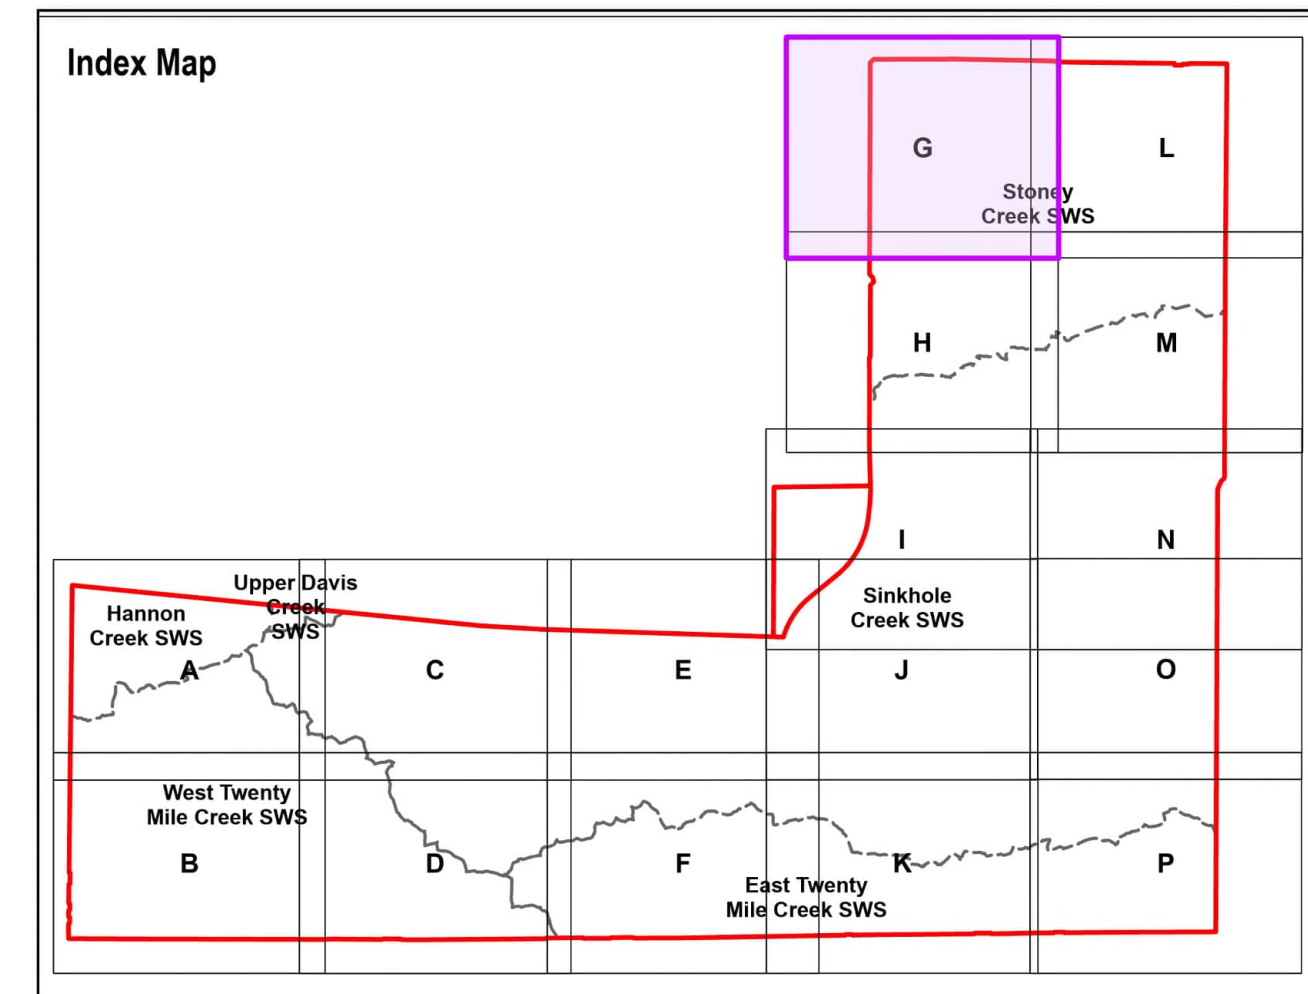 Index Map
G
L
Stoney
Creek SWS
H
M
I
N
Sinkhole
Creek SWS
Upper Davis
Creek
SWS
Hannon
Creek SWS
A
C
E
J
O
West Twenty
Mile Creek SWS
B
D
F
K
P
East Twenty
Mile Creek SWS